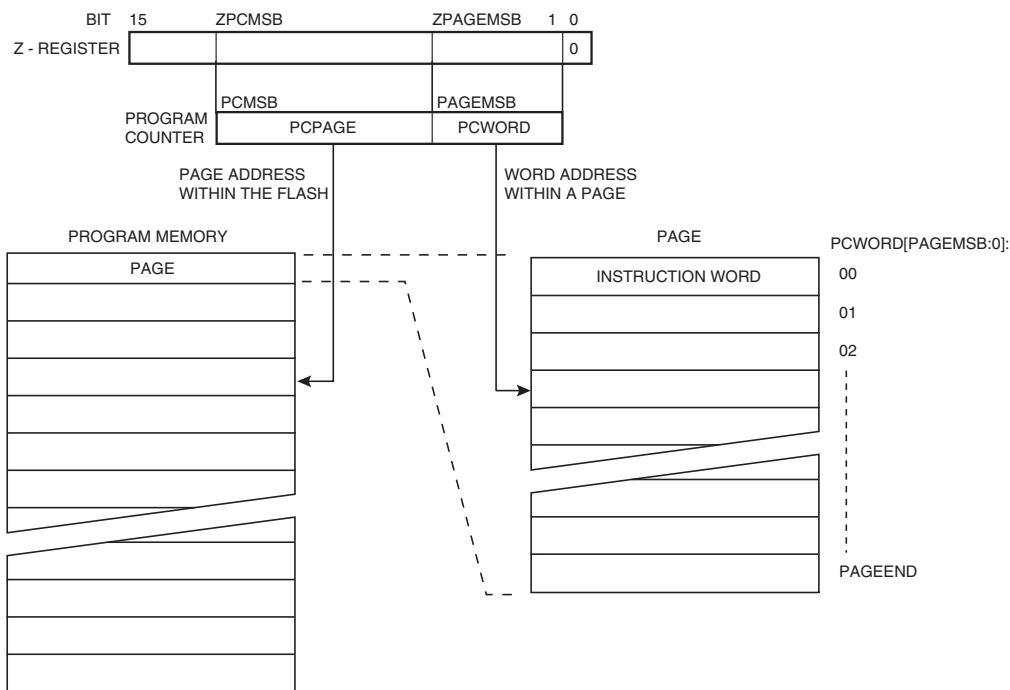 BIT 15 ZPCMSB ZPAGEMSB 1 0
Z - REGISTER 0
PCMSB PAGEMSB
PROGRAM
COUNTER
PCPAGE PCWORD
PAGE ADDRESS
WITHIN THE FLASH
WORD ADDRESS
WITHIN A PAGE
PROGRAM MEMORY
PAGE
PAGE
INSTRUCTION WORD
PCWORD[PAGEMSB:0]:
00
01
02
PAGEEND